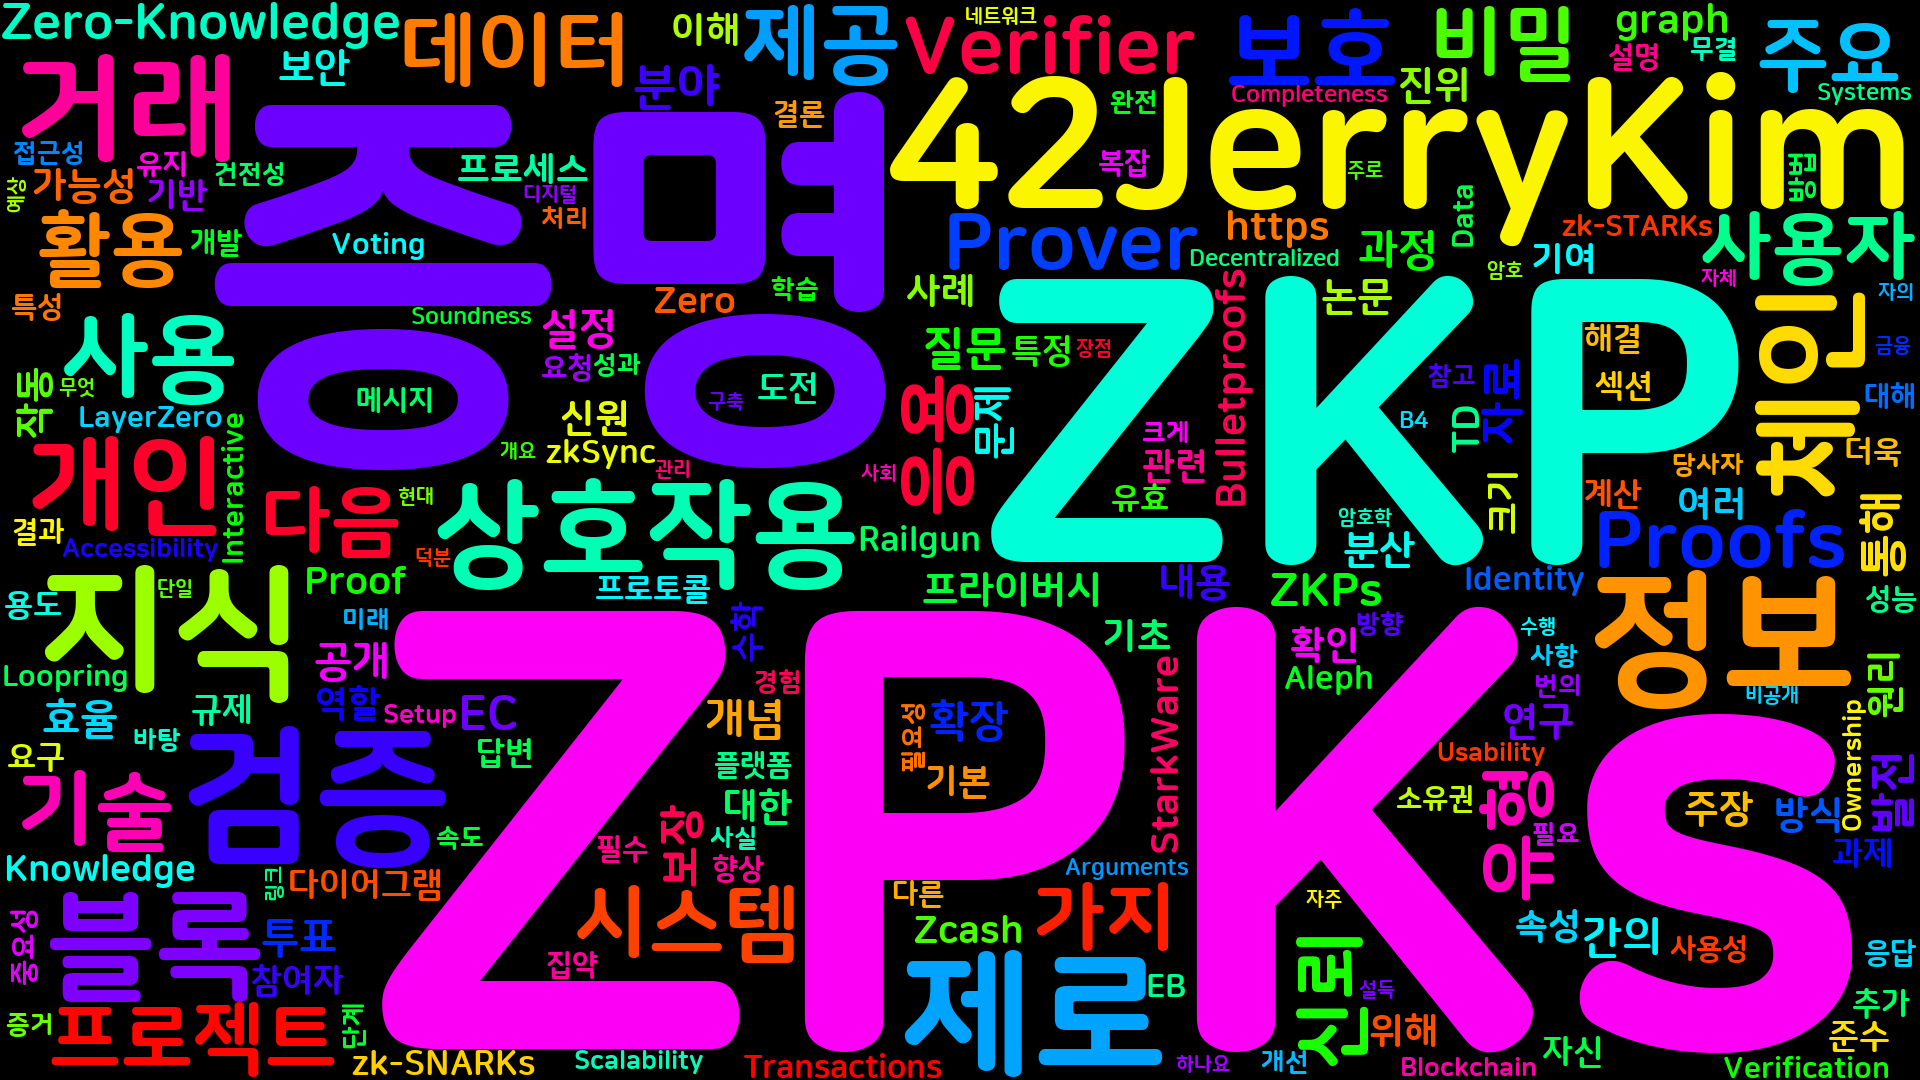 Zero-Knowledge
데이터
이해
제공
네트워크
Verifier
보호
비밀
graph
설명
무결
주요
거래
보안
분야
결론
42JerryKim
완전
Completeness
진위
Systems
접근성
유지
건전성
프로세스
디지털
복잡
주로
방법
예상
가능성
기반
처리
증명
활용
개발
Voting
Prover
https
Decentralized
과정
Data
기여
zk-STARKs
사용자
특성
Soundness
Zero
학습
사례
Bulletproofs
논문
암호
자체
자의
사용
설정
요청
성과
질문
특정
장점
ZKP
해결
체인
금융
작동
무엇
메시지
구축
도전
예를
문제
크게
관련
참고
자료
섹션
대해
LayerZero
Interactive
신원
zkSync
개요
관리
사회
B4
TD
개인
다음
현대
상호작용
유효
크기
당사자
더욱
계산
여러
통해
결과
Accessibility
덕분
Railgun
암호학
분산
Proofs
지식
단일
Proof
프로토콜
프라이버시
내용
ZKPs
Identity
정보
성능
용도
미래
수학
기초
확인
방향
수행
사항
Loopring
공개
경험
StarkWare
Aleph
번의
비공개
원리
효율
규제
역할
Setup
EC
개념
필요성
확장
연구
Ownership
바탕
요구
검증
답변
플랫폼
기본
Usability
ZPKS
기술
속도
대한
소유권
형야
필요
주장
방식
발전
Knowledge
필수
보장
사실
향상
Arguments
과제
링크
다이어그램
다른
자주
중요성
블록
투표
시스템
Zcash
가지
속성
간의
사용성
응답
참여자
집약
제로
EB
신뢰
설득
추가
증거
프로젝트
단계
위해
자신
준수
zk-SNARKs
Scalability
Transactions
하나요
개선
Blockchain
Verification